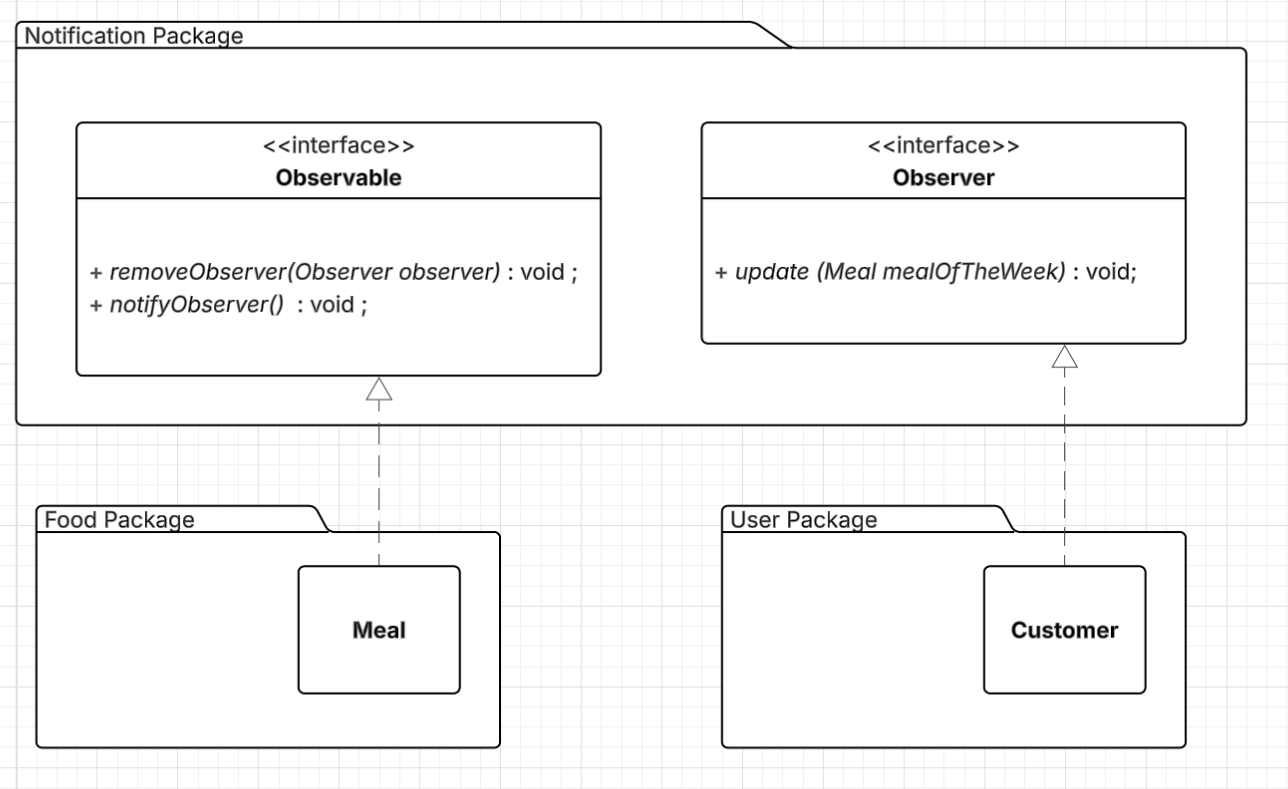 Notification Package
<<interface>>
Observable
+ removeObserver(Observer observer) : void ;
+ notifyObserver()  : void ;
<<interface>>
Observer
+ update (Meal mealOfTheWeek) : void;
Food Package
Meal
User Package
Customer